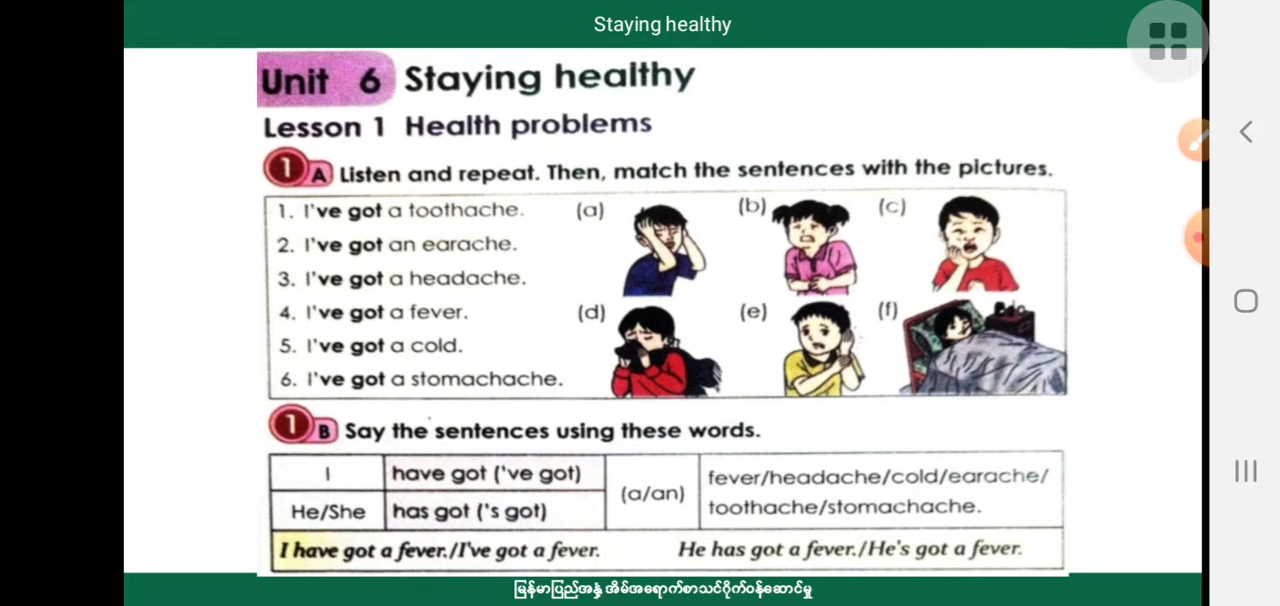 Staying healthy
Unit 6 Staying healthy
Lesson 1 Health problems
1 A Listen and repeat. Then, match the sentences with the pictures.
1. I've got a toothache. (a) (b) (c)
2. I've got an earache.
3. I've got a headache.
4. I've got a fever. (d) (e) (f)
5. I've got a cold.
6. I've got a stomachache.
1 B Say the sentences using these words.
I have got ('ve got) (a/an) fever/headache/cold/earache/
He/She has got ('s got) toothache/stomachache.
I have got a fever./I've got a fever. He has got a fever./He's got a fever.
မြန်မာပြည်အနှံ့ အိမ်အရောက်စာသင်ဝိုက်ဝန်ဆောင်မှု